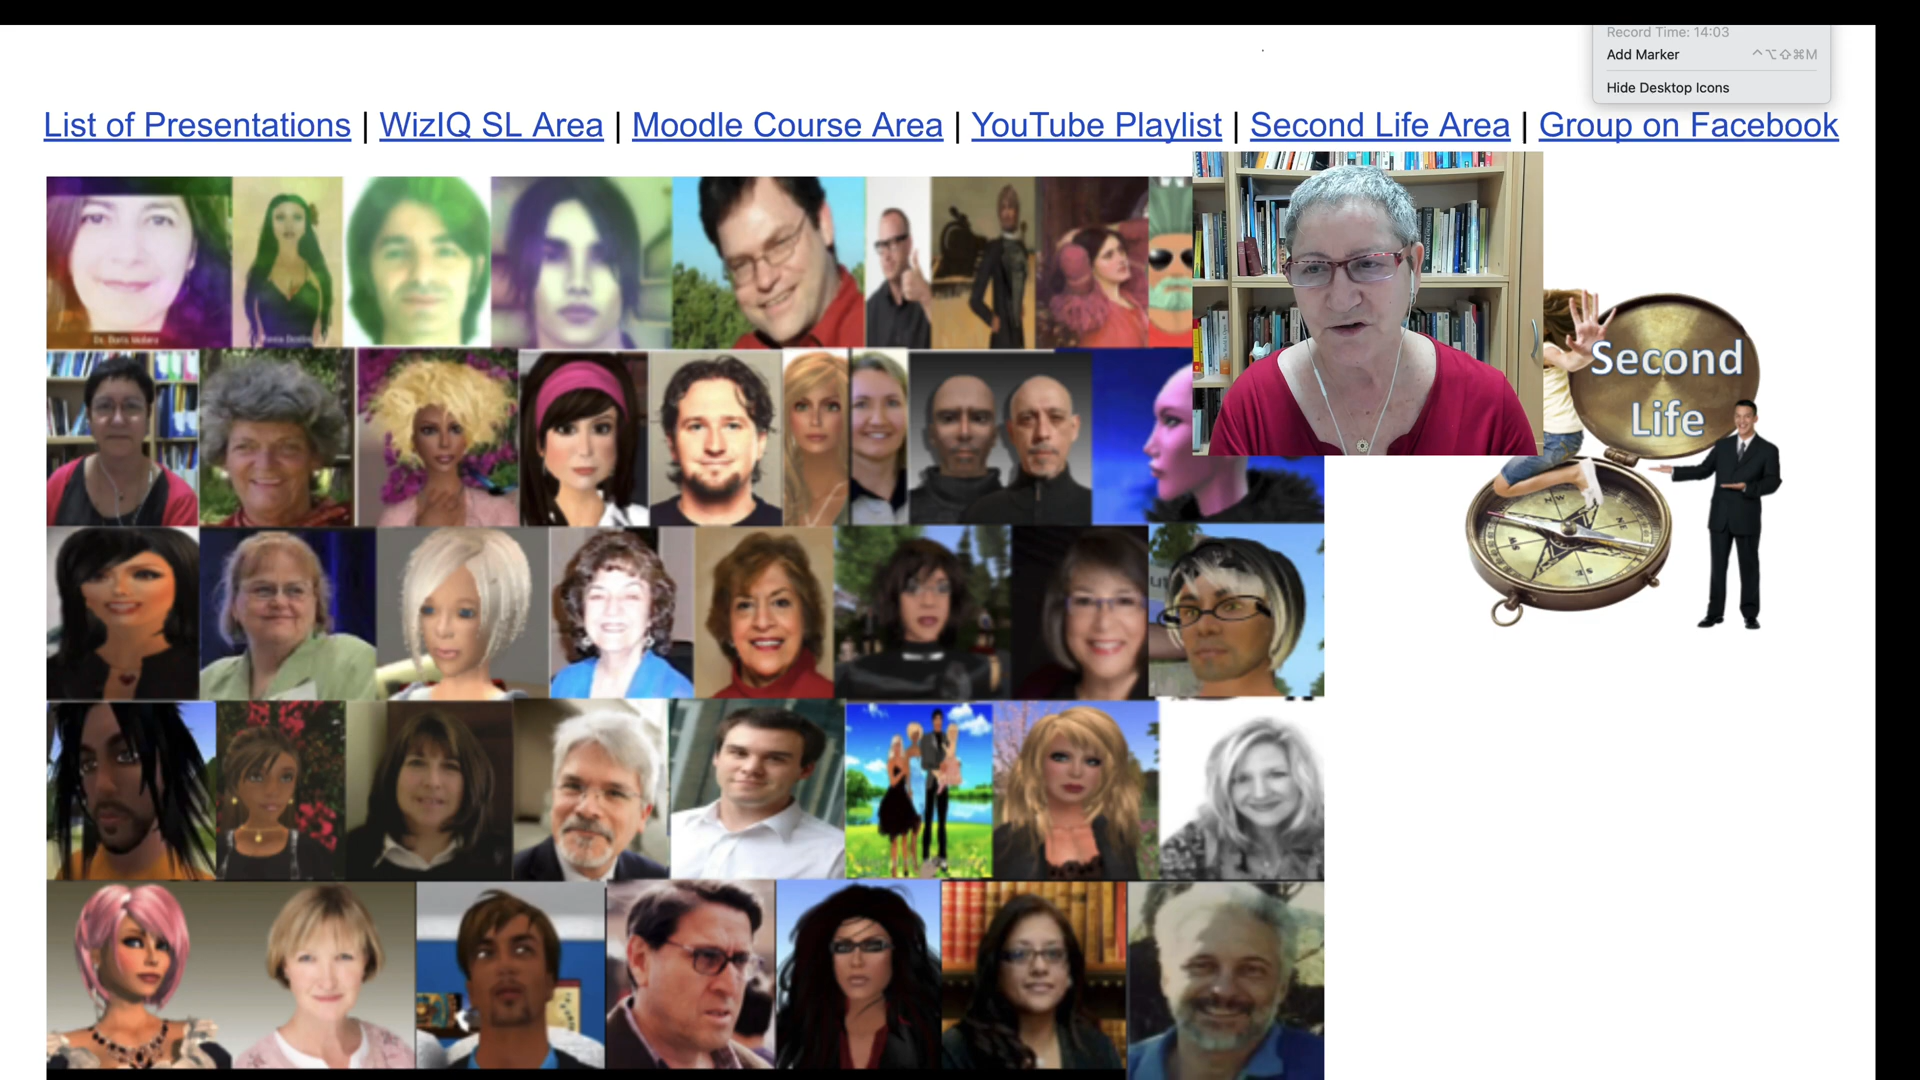 Record Time: 14:03
Add Marker ^⌥⇧⌘M
Hide Desktop Icons
List of Presentations | WizIQ SL Area | Moodle Course Area | YouTube Playlist | Second Life Area | Group on Facebook
Second
Life